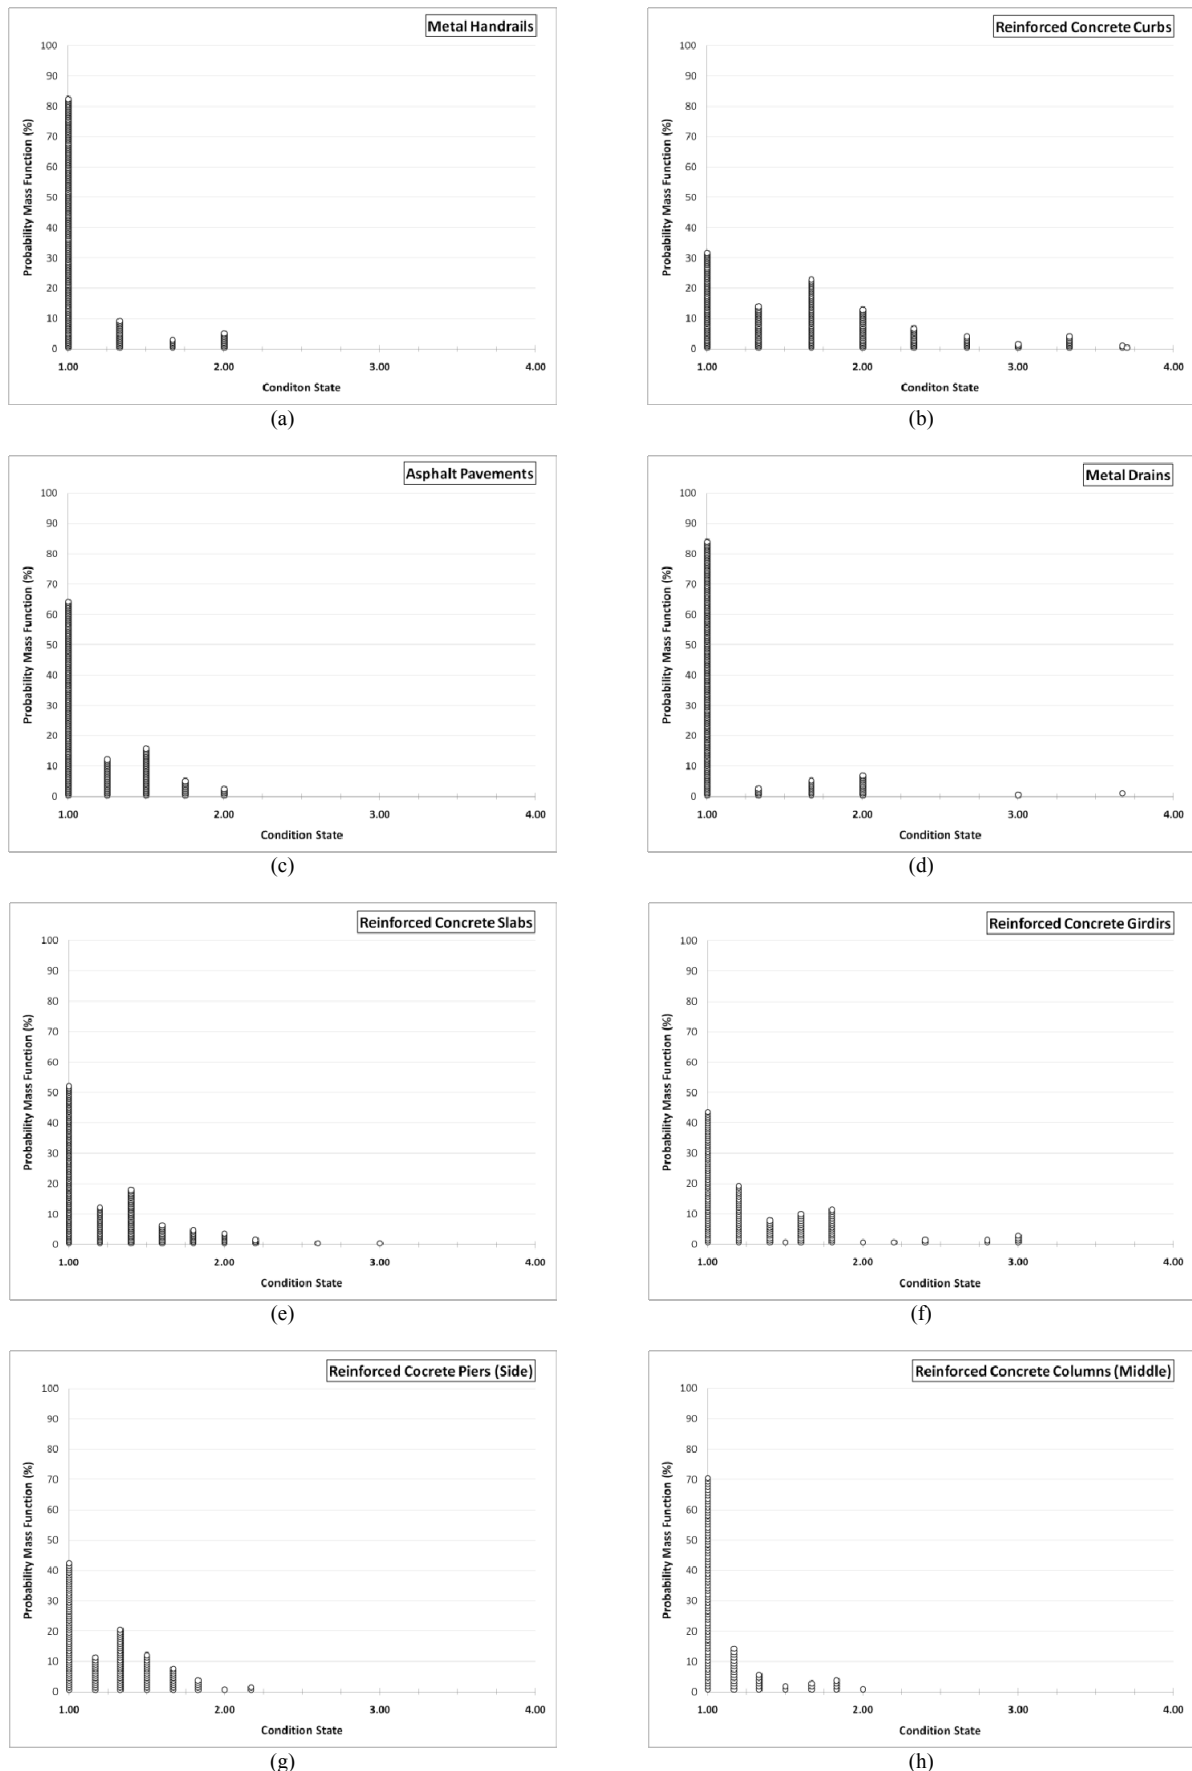 Metal Handrails
100
90
80
70
60
50
40
30
20
10
0
Probability Mass Function (%)
1.00 2.00 3.00 4.00
Conditon State
(a)
Reinforced Concrete Curbs
100
90
80
70
60
50
40
30
20
10
0
Probability Mass Function (%)
1.00 2.00 3.00 4.00
Condition State
(b)
Asphalt Pavements
100
90
80
70
60
50
40
30
20
10
0
Probability Mass Function (%)
1.00 2.00 3.00 4.00
Condition State
(c)
Metal Drains
100
90
80
70
60
50
40
30
20
10
0
Probability Mass Function (%)
1.00 2.00 3.00 4.00
Condition State
(d)
Reinforced Concrete Slabs
100
90
80
70
60
50
40
30
20
10
0
Probability Mass Function (%)
1.00 2.00 3.00 4.00
Condition State
(e)
Reinforced Concrete Girdirs
100
90
80
70
60
50
40
30
20
10
0
Probability Mass Function (%)
1.00 2.00 3.00 4.00
Condition State
(f)
Reinforced Cocrete Piers (Side)
100
90
80
70
60
50
40
30
20
10
0
Probability Mass Function (%)
1.00 2.00 3.00 4.00
Condition State
(g)
Reinforced Concrete Columns (Middle)
100
90
80
70
60
50
40
30
20
10
0
Probability Mass Function (%)
1.00 2.00 3.00 4.00
Condition State
(h)